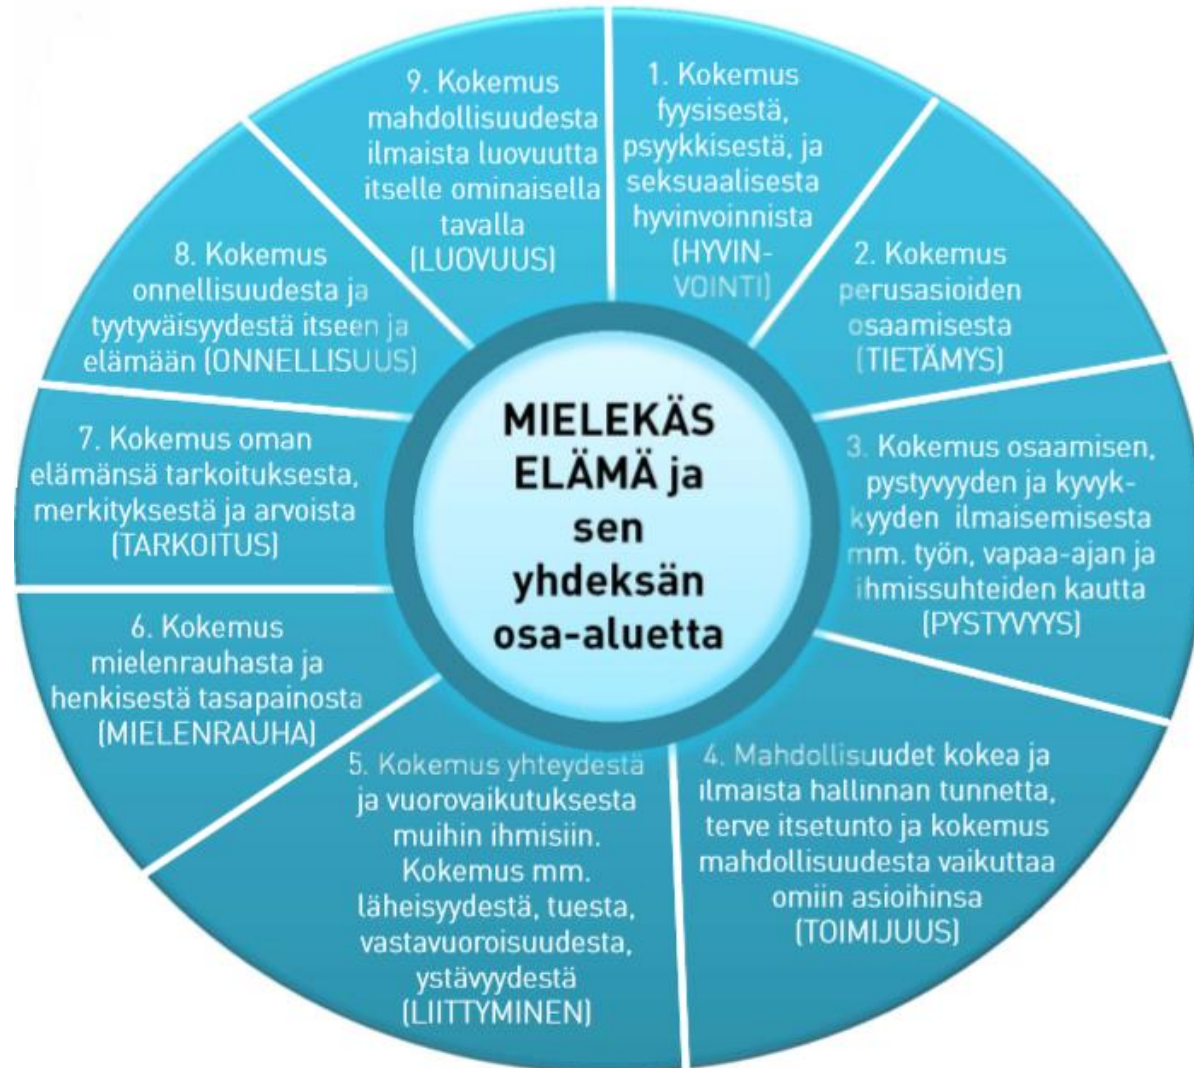 MIELEKÄS
ELÄMÄ ja
sen
yhdeksän
osa-aluetta
1. Kokemus
fyysisestä,
psyykkisestä, ja
seksuaalisesta
hyvinvoinnista
(HYVIN-
VOINTI)
2. Kokemus
perusasioiden
osaamisesta
(TIETÄMYS)
3. Kokemus osaamisen,
pystyvyyden ja kyvyk-
kyyden ilmaisemisesta
mm. työn, vapaa-ajan ja
ihmissuhteiden kautta
(PYSTYVYYS)
4. Mahdollisuudet kokea ja
ilmaista hallinnan tunnetta,
terve itsetunto ja kokemus
mahdollisuudesta vaikuttaa
omiin asioihinsa
(TOIMIJUUS)
5. Kokemus yhteydestä
ja vuorovaikutuksesta
muihin ihmisiin.
Kokemus mm.
läheisyydestä, tuesta,
vastavuoroisuudesta,
ystävyydestä
(LIITTYMINEN)
6. Kokemus
mielenrauhasta ja
henkisestä tasapainosta
(MIELENRAUHA)
7. Kokemus oman
elämänsä tarkoituksesta,
merkityksestä ja arvoista
(TARKOITUS)
8. Kokemus
onnellisuudesta ja
tyytyväisyydestä itseen ja
elämään (ONNELLISUUS)
9. Kokemus
mahdollisuudesta
ilmaista luovuutta
itselle ominaisella
tavalla
(LUOVUUS)